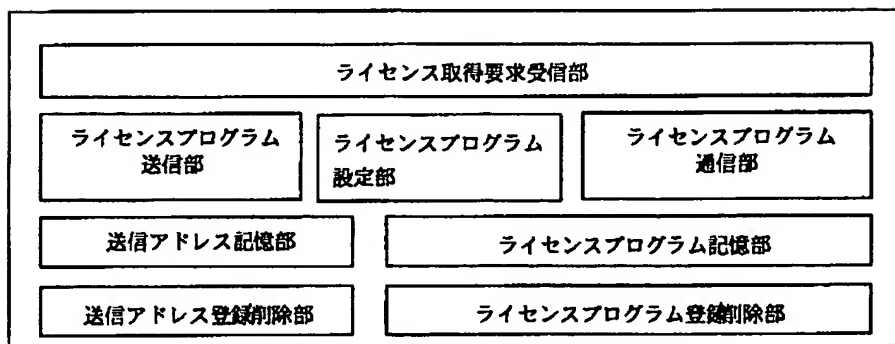 ライセンス取得要求受信部
ライセンスプログラム
送信部
ライセンスプログラム
設定部
ライセンスプログラム
通信部
送信アドレス記憶部
ライセンスプログラム記憶部
送信アドレス登録削除部
ライセンスプログラム登録削除部